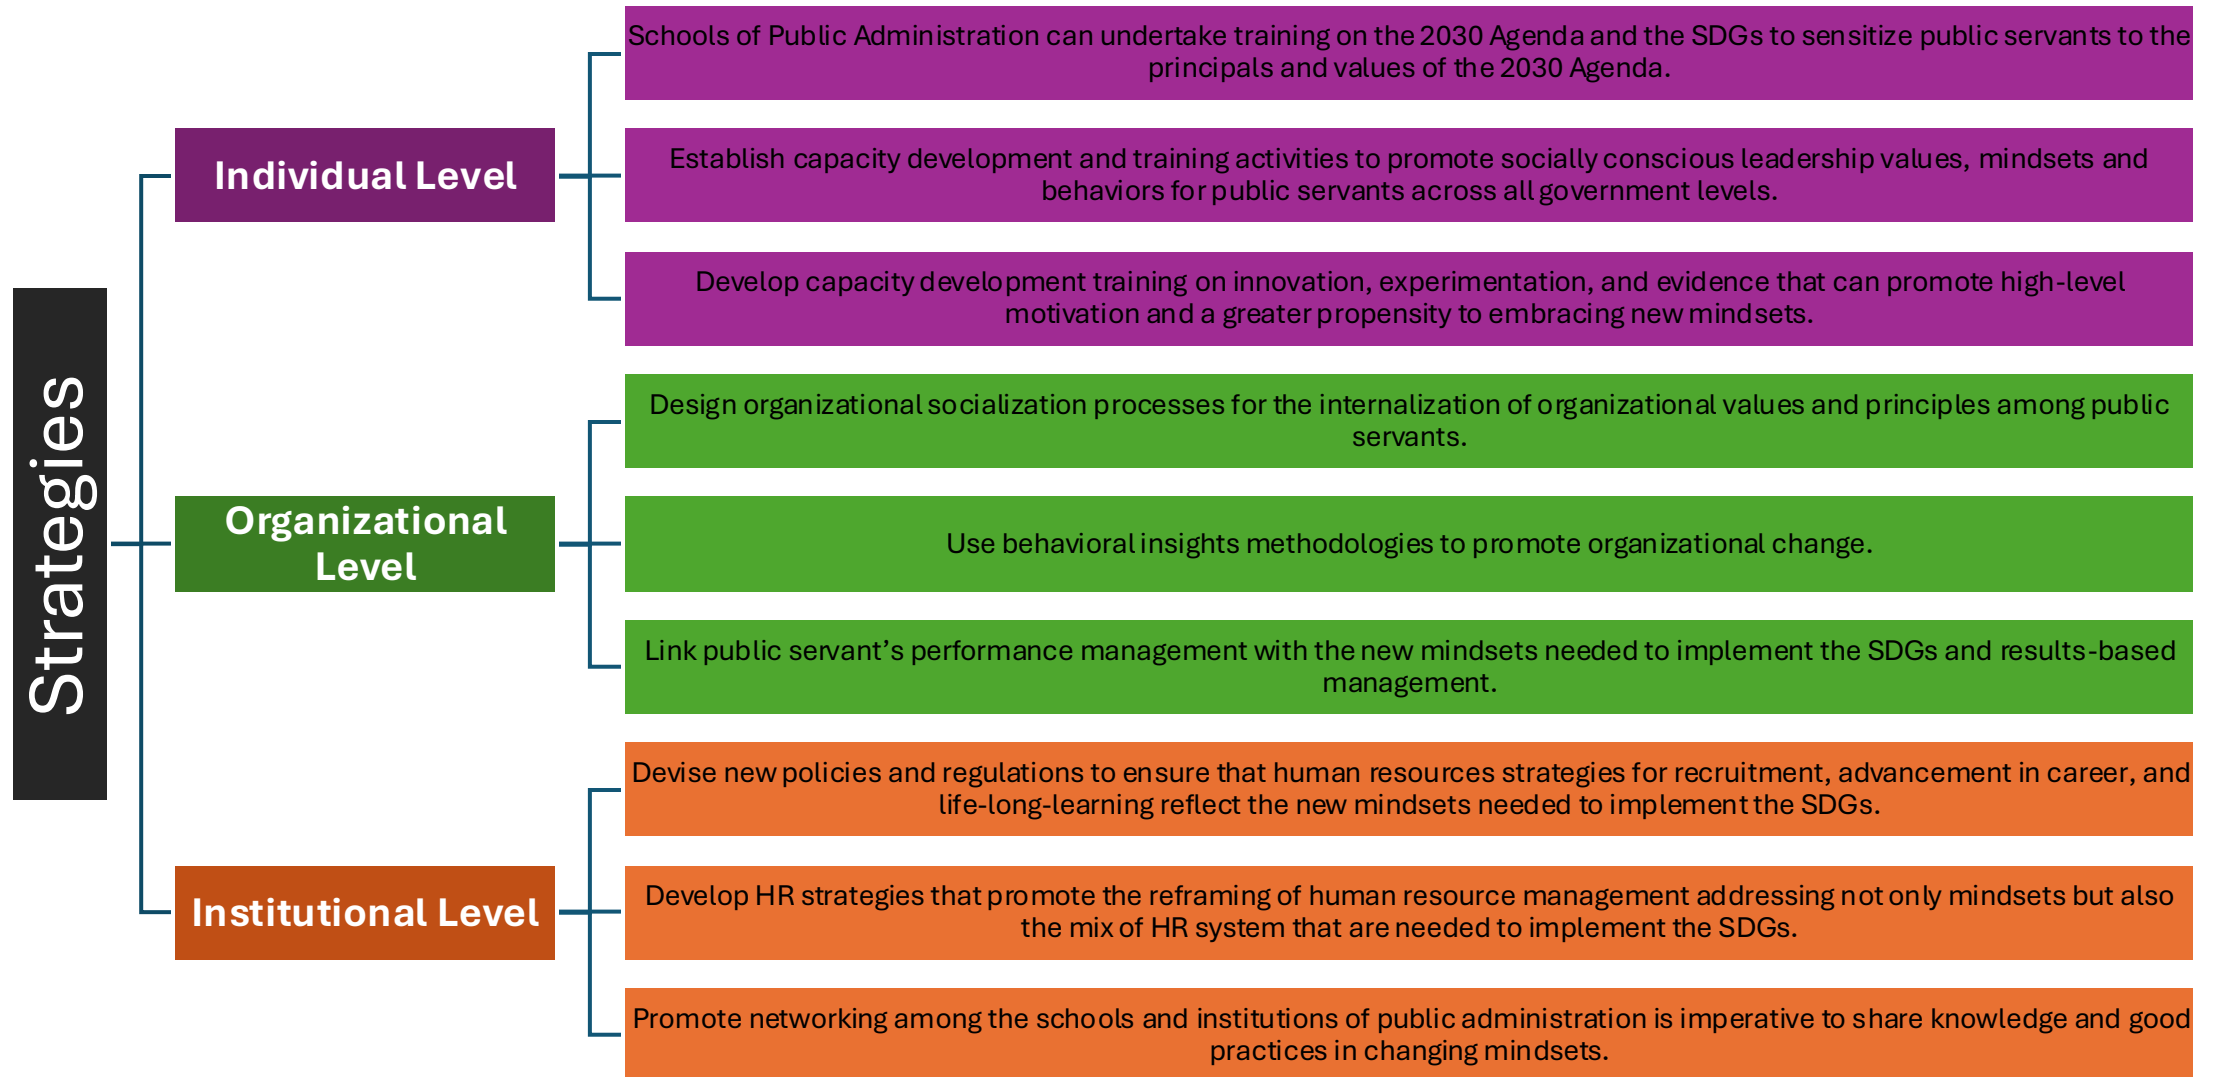 Strategies
Individual Level
Schools of Public Administration can undertake training on the 2030 Agenda and the SDGs to sensitize public servants to the
principals and values of the 2030 Agenda.
Establish capacity development and training activities to promote socially conscious leadership values, mindsets and
behaviors for public servants across all government levels.
Develop capacity development training on innovation, experimentation, and evidence that can promote high-level
motivation and a greater propensity to embracing new mindsets.
Organizational
Level
Design organizational socialization processes for the internalization of organizational values and principles among public
servants.
Use behavioral insights methodologies to promote organizational change.
Link public servant’s performance management with the new mindsets needed to implement the SDGs and results-based
management.
Institutional Level
Devise new policies and regulations to ensure that human resources strategies for recruitment, advancement in career, and
life-long-learning reflect the new mindsets needed to implement the SDGs.
Develop HR strategies that promote the reframing of human resource management addressing not only mindsets but also
the mix of HR system that are needed to implement the SDGs.
Promote networking among the schools and institutions of public administration is imperative to share knowledge and good
practices in changing mindsets.